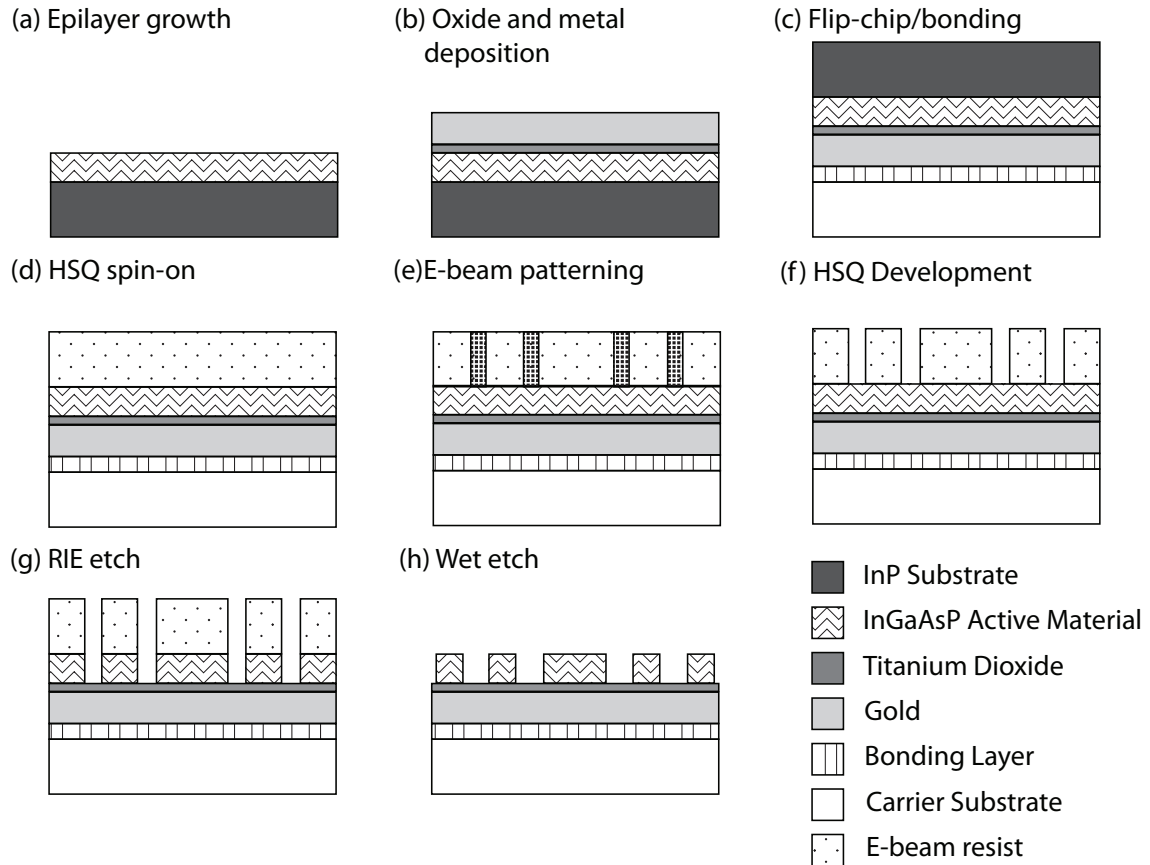 (a) Epilayer growth
(b) Oxide and metal
deposition
(c) Flip-chip/bonding
(d) HSQ spin-on
(e)E-beam patterning
(f) HSQ Development
(g) RIE etch
(h) Wet etch
InP Substrate
InGaAsP Active Material
Titanium Dioxide
Gold
Bonding Layer
Carrier Substrate
E-beam resist